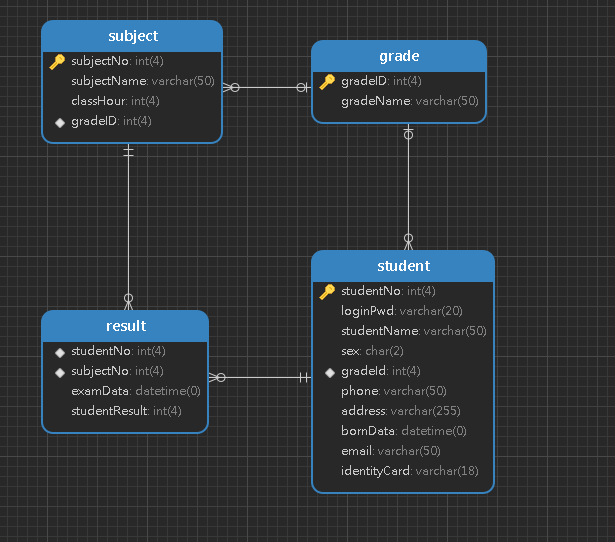 subject
subjectNo: int(4)
subjectName: varchar(50)
classHour: int(4)
gradeID: int(4)
grade
gradeID: int(4)
gradeName: varchar(50)
result
studentNo: int(4)
subjectNo: int(4)
examData: datetime(0)
studentResult: int(4)
student
studentNo: int(4)
loginPwd: varchar(20)
studentName: varchar(50)
sex: char(2)
gradeId: int(4)
phone: varchar(50)
address: varchar(255)
bornData: datetime(0)
email: varchar(50)
identityCard: varchar(18)